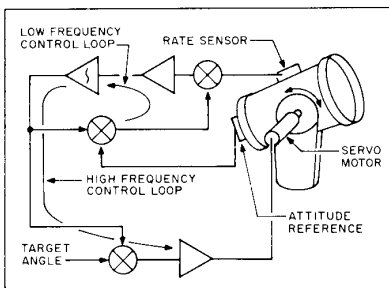 LOW FREQUENCY
CONTROL LOOP
RATE SENSOR
SERVO
MOTOR
HIGH FREQUENCY
CONTROL LOOP
ATTITUDE
REFERENCE
TARGET
ANGLE